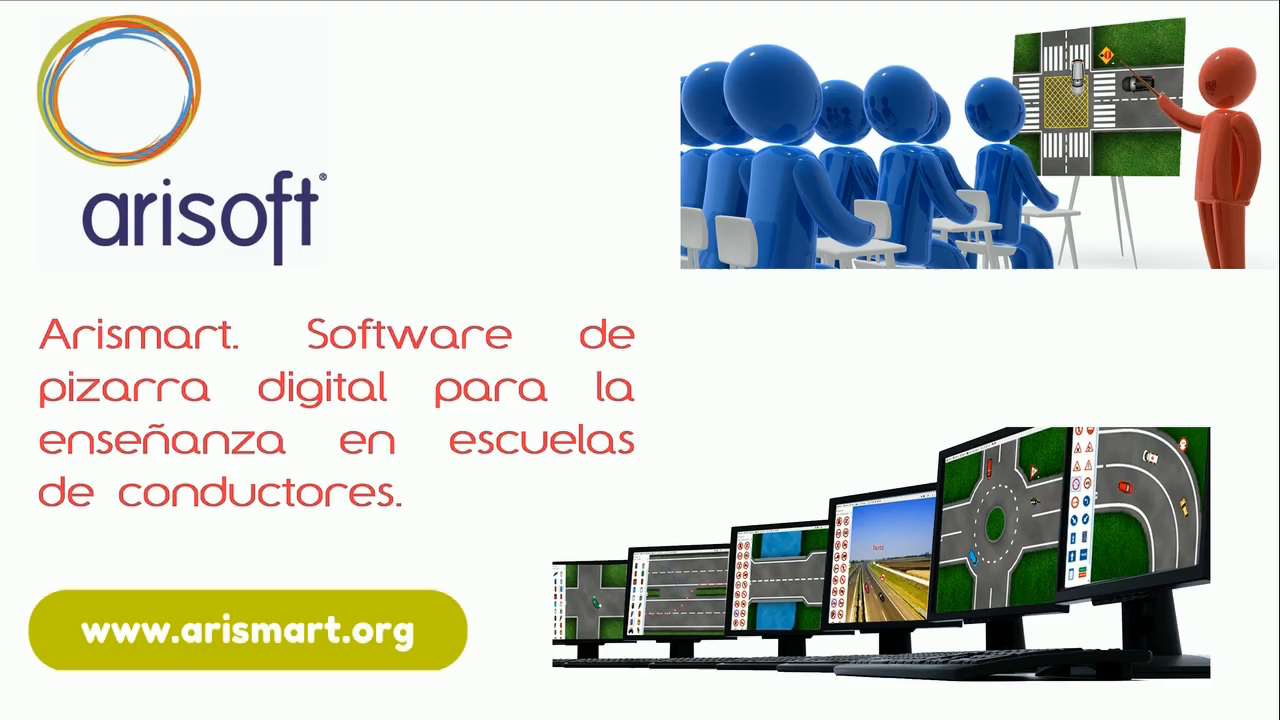 arisoft®
Arismart. Software de
pizarra digital para la
enseñanza en escuelas
de conductores.
www.arismart.org